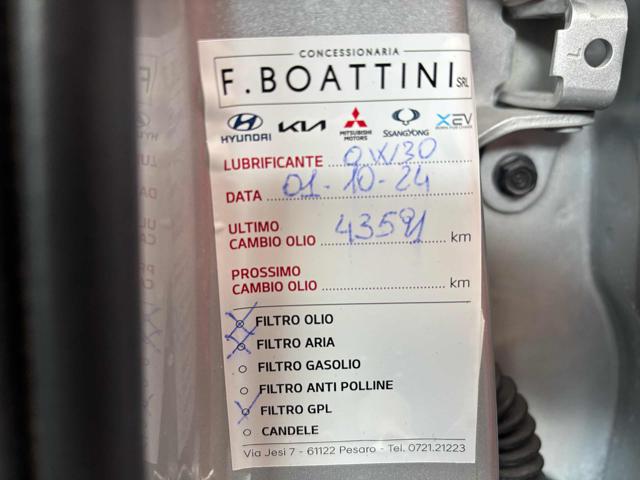 CONCESSIONARIA
F. BOATTINI SRL
HYUNDAI KIA MITSUBISHI MOTORS SSANGYONG XEV
LUBRIFICANTE 0W30
DATA 01-10-24
ULTIMO
CAMBIO OLIO 43591 km
PROSSIMO
CAMBIO OLIO km
FILTRO OLIO
FILTRO ARIA
FILTRO GASOLIO
FILTRO ANTI POLLINE
FILTRO GPL
CANDELE
Via Jesi 7 - 61122 Pesaro - Tel. 0721.21223